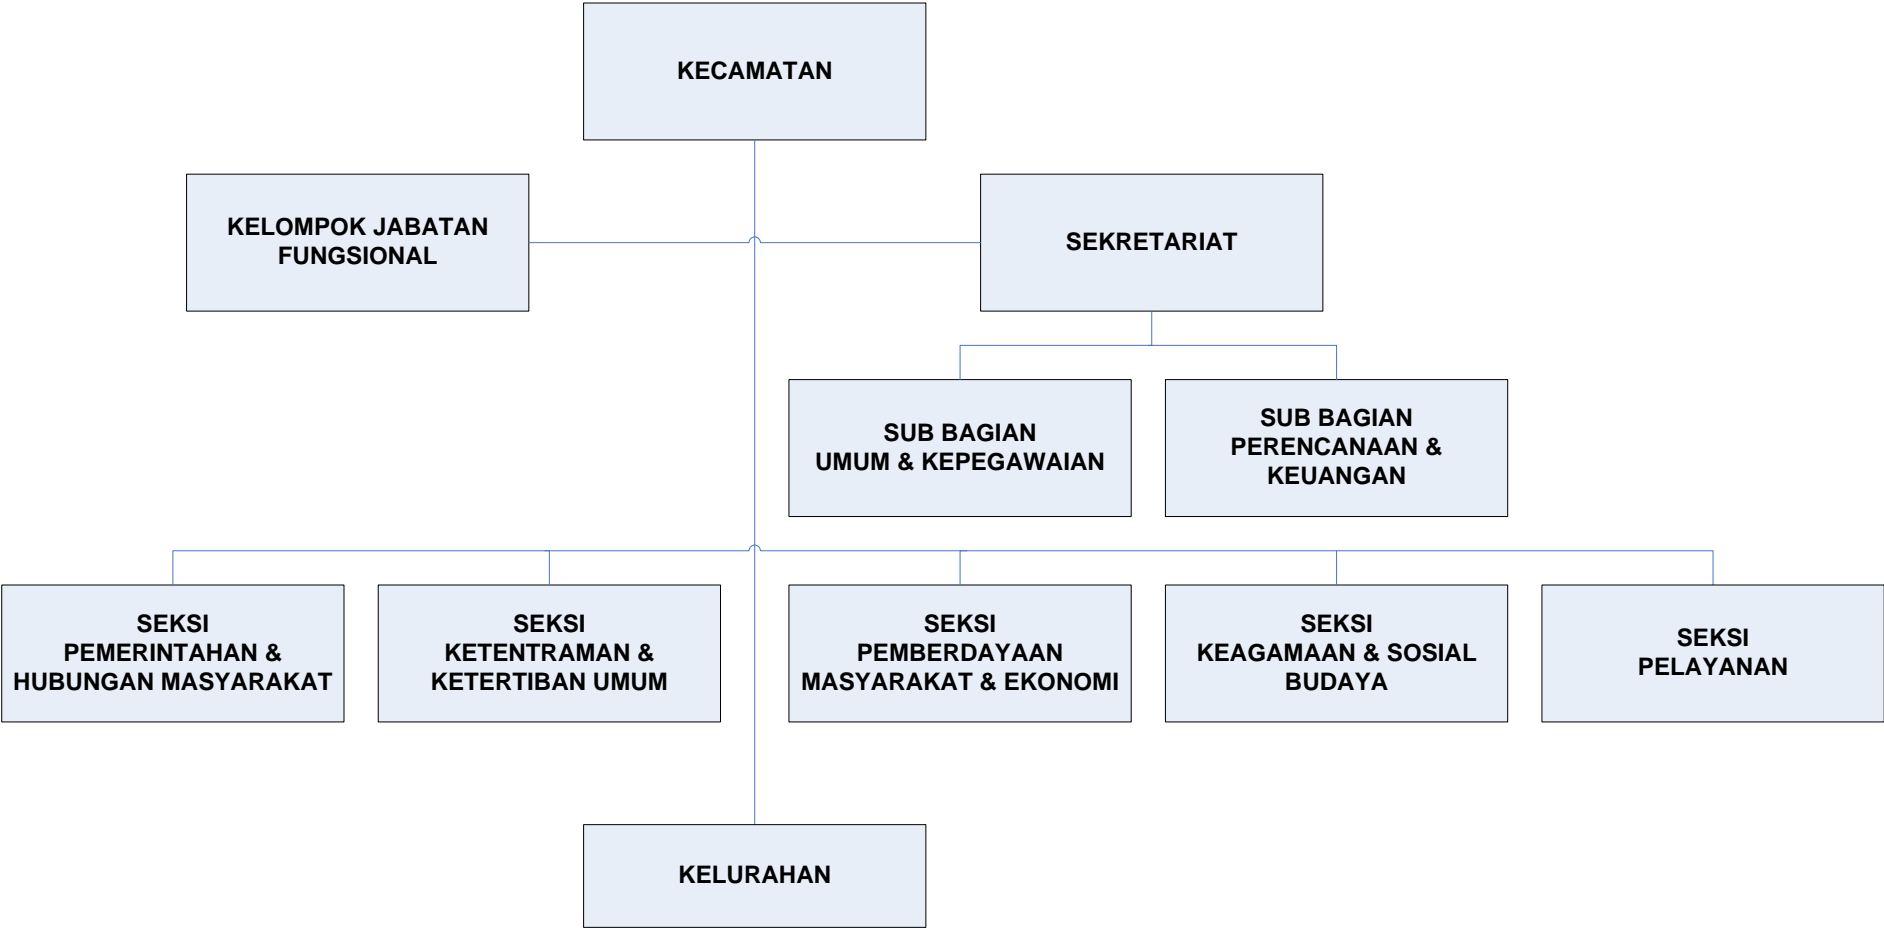 KECAMATAN
KELOMPOK JABATAN
FUNGSIONAL
SEKRETARIAT
SUB BAGIAN
UMUM & KEPEGAWAIAN
SUB BAGIAN
PERENCANAAN &
KEUANGAN
SEKSI
PEMERINTAHAN &
HUBUNGAN MASYARAKAT
SEKSI
KETENTRAMAN &
KETERTIBAN UMUM
SEKSI
PEMBERDAYAAN
MASYARAKAT & EKONOMI
SEKSI
KEAGAMAAN & SOSIAL
BUDAYA
SEKSI
PELAYANAN
KELURAHAN